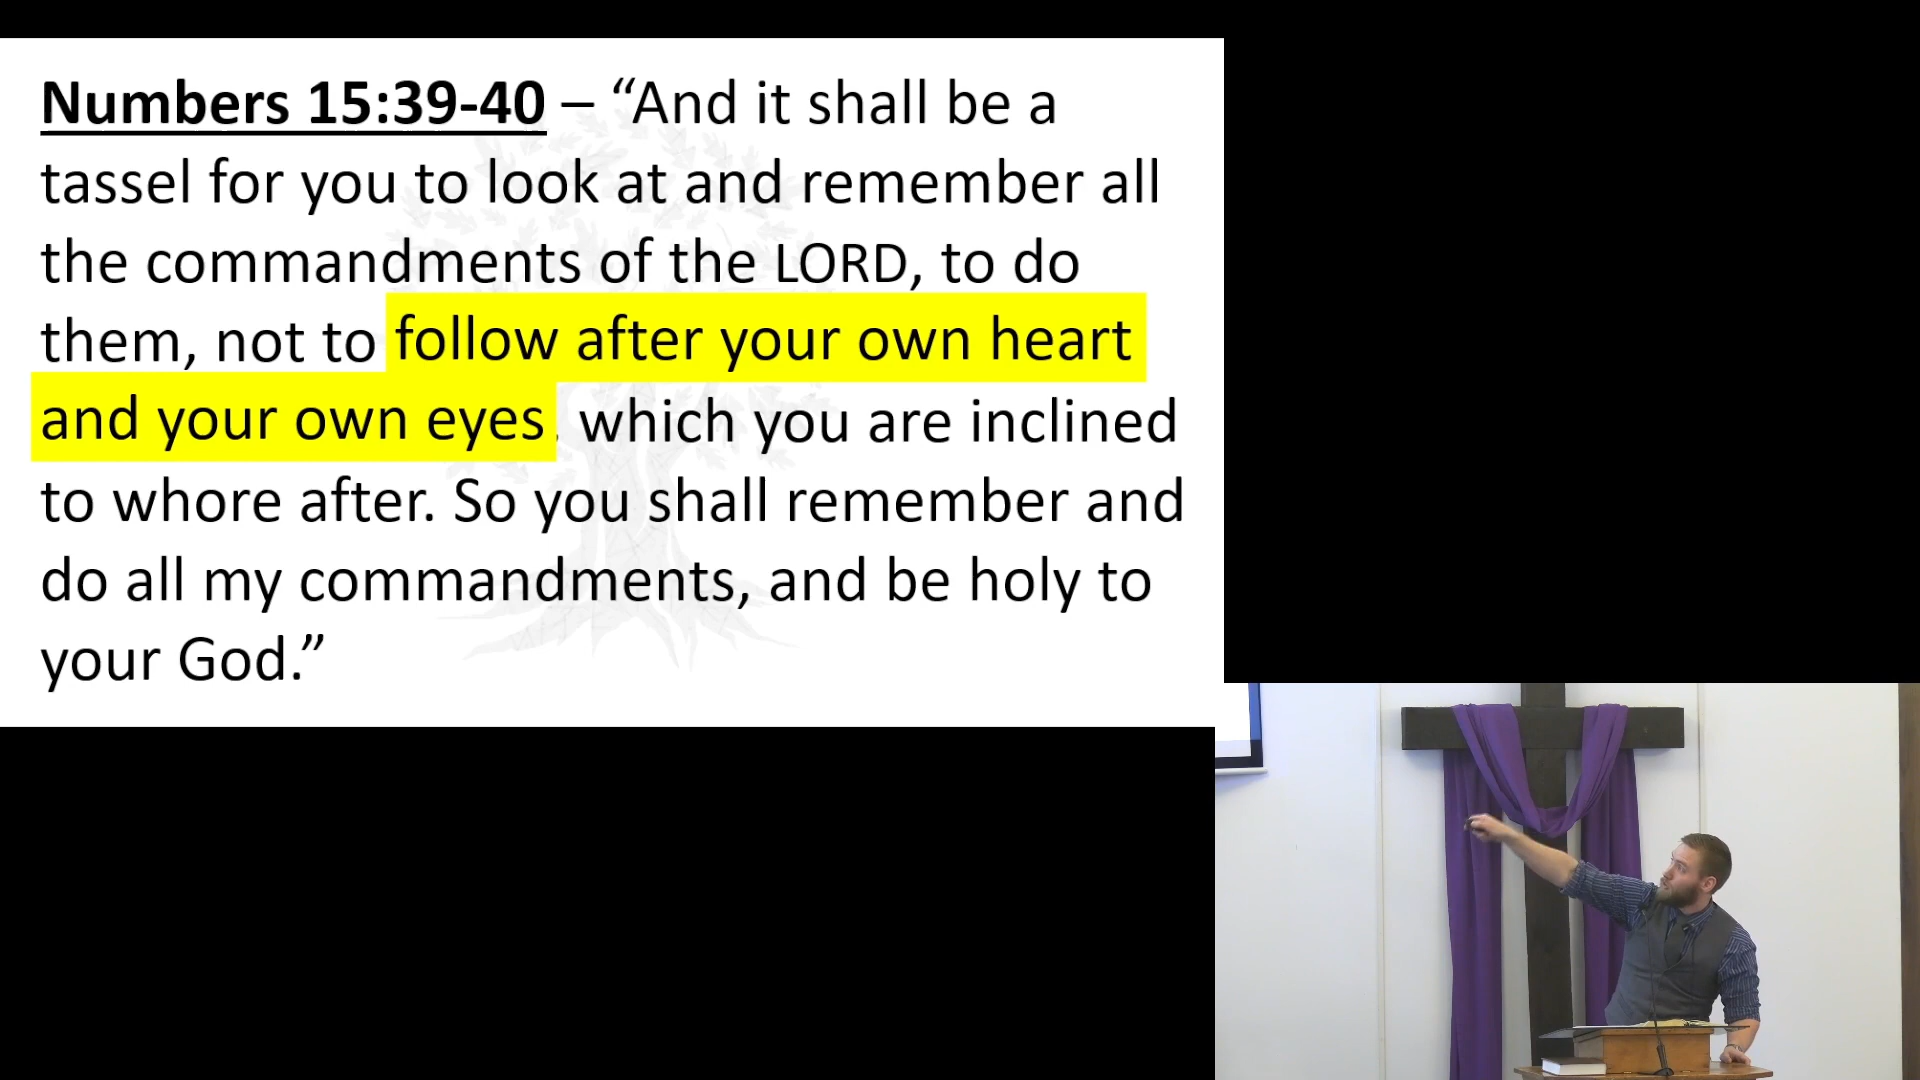 Numbers 15:39-40 – “And it shall be a
tassel for you to look at and remember all
the commandments of the LORD, to do
them, not to follow after your own heart
and your own eyes, which you are inclined
to whore after. So you shall remember and
do all my commandments, and be holy to
your God.”